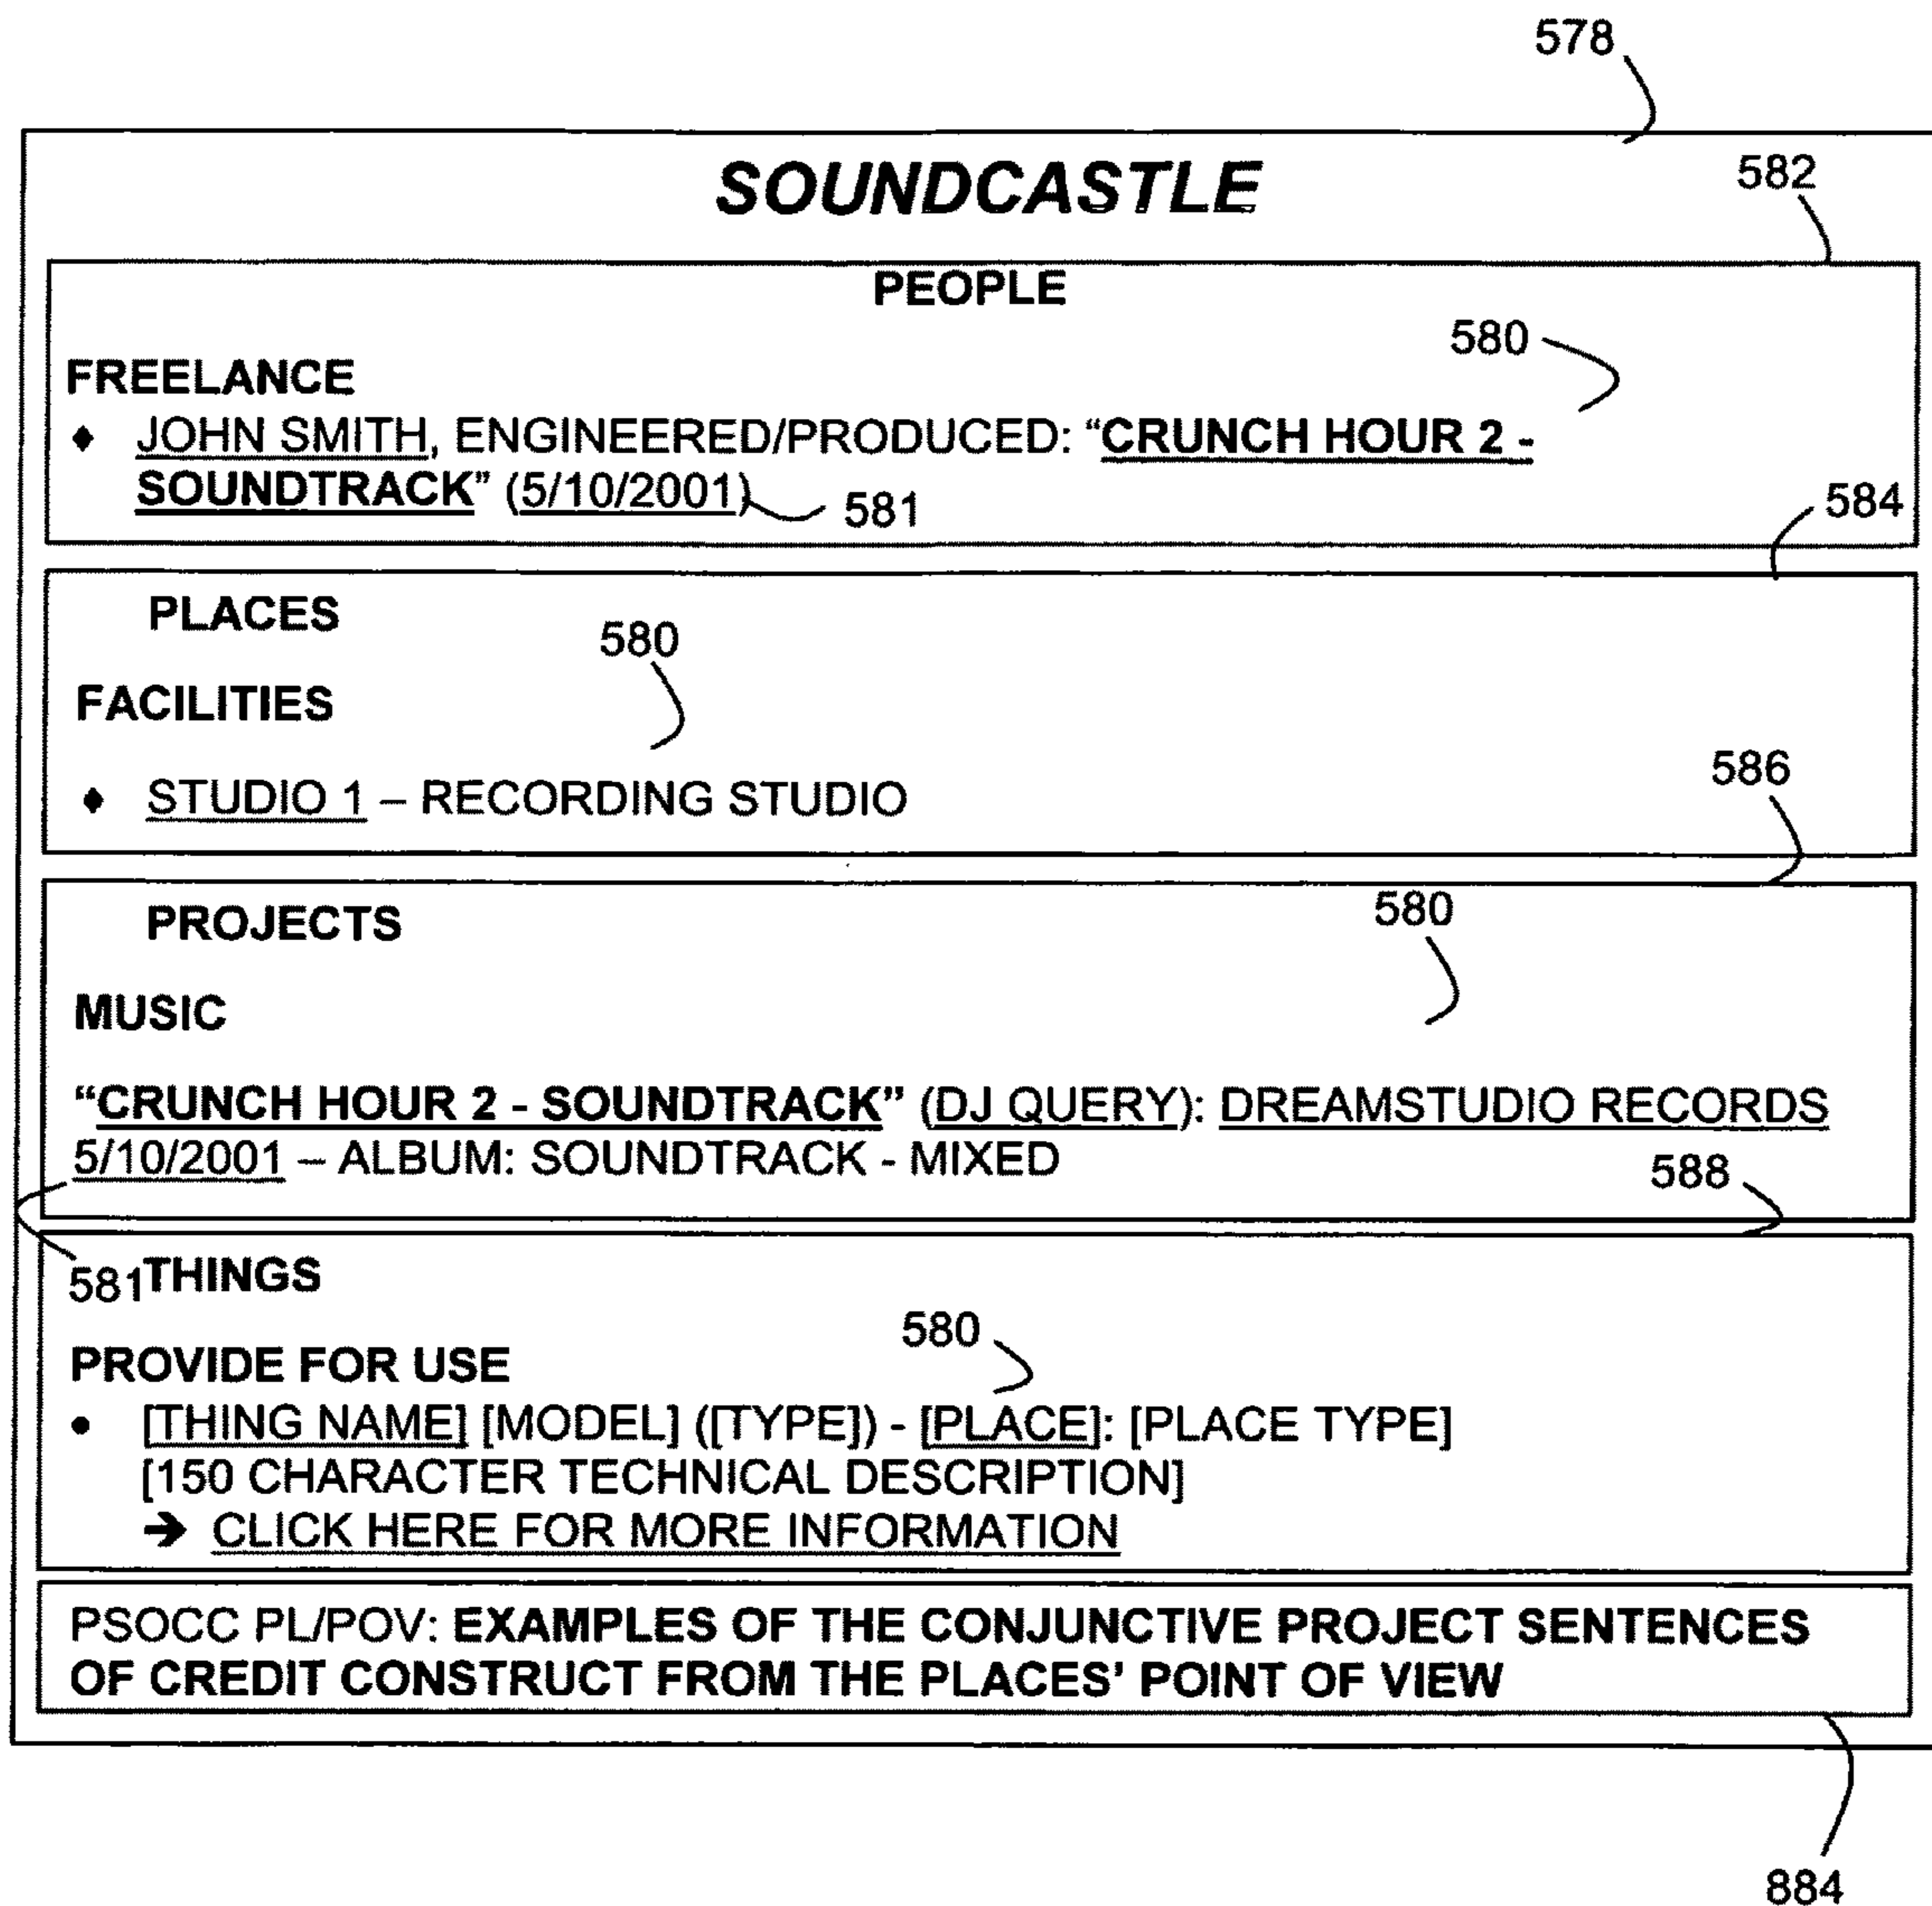 578
SOUNDCASTLE
582
PEOPLE
580
FREELANCE
♦ JOHN SMITH, ENGINEERED/PRODUCED: “CRUNCH HOUR 2 -
SOUNDTRACK” (5/10/2001) 581
584
PLACES
580
FACILITIES
586
♦ STUDIO 1 – RECORDING STUDIO
PROJECTS
580
MUSIC
“CRUNCH HOUR 2 - SOUNDTRACK” (DJ QUERY): DREAMSTUDIO RECORDS
5/10/2001 – ALBUM: SOUNDTRACK - MIXED
588
581 THINGS
580
PROVIDE FOR USE
• [THING NAME] [MODEL] ([TYPE]) - [PLACE]: [PLACE TYPE]
[150 CHARACTER TECHNICAL DESCRIPTION]
➔ CLICK HERE FOR MORE INFORMATION
PSOCC PL/POV: EXAMPLES OF THE CONJUNCTIVE PROJECT SENTENCES
OF CREDIT CONSTRUCT FROM THE PLACES’ POINT OF VIEW
884